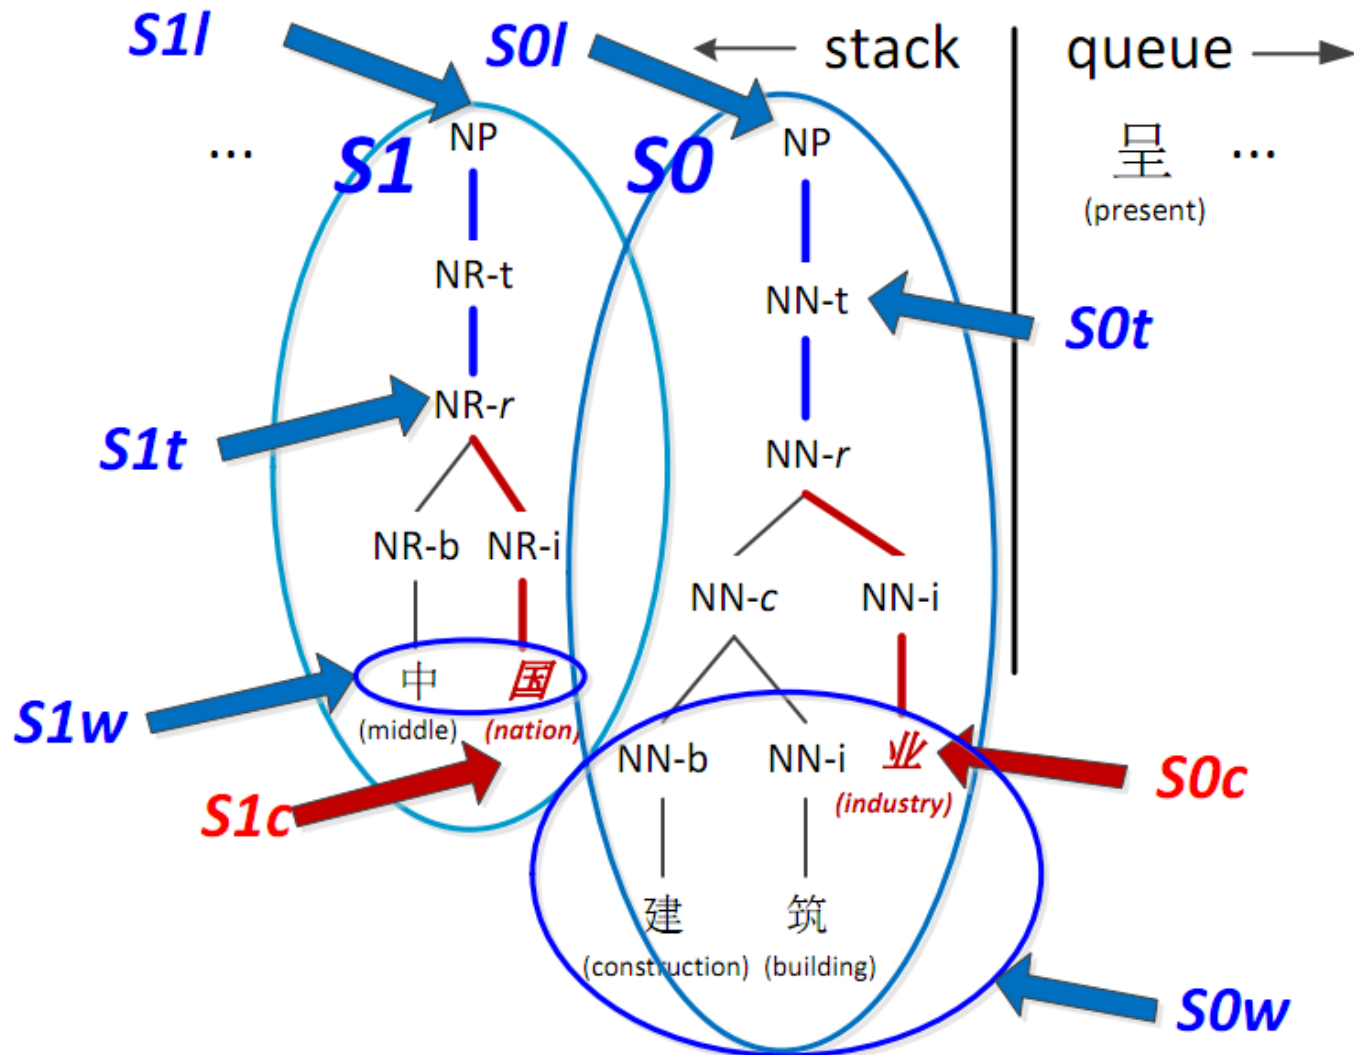 S1l S0l stack queue
... S1 NP S0 NP 呈 ...
(present)
NR-t NN-t S0t
S1t NR-r NN-r
NR-b NR-i NN-c NN-i
S1w 中 国
(middle) (nation)
NN-b NN-i 业 S0c
S1c (industry)
建 筑
(construction) (building)
S0w